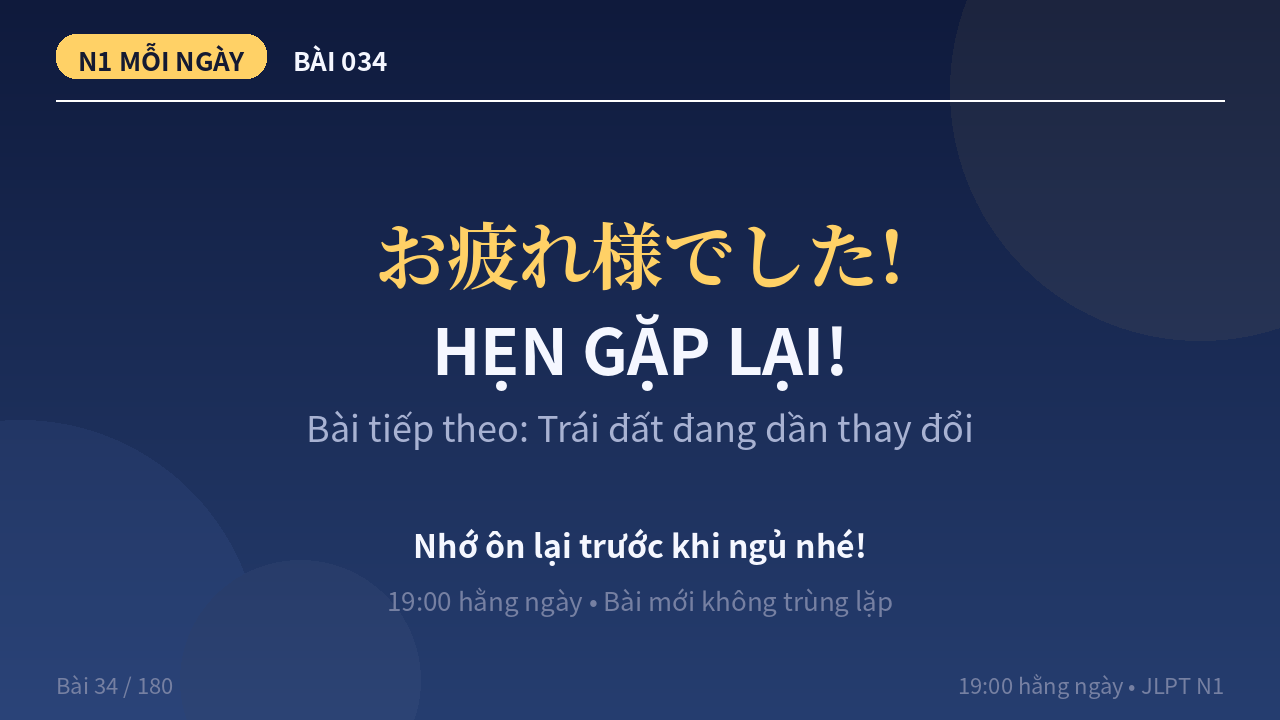 N1 MỖI NGÀY
BÀI 034
お疲れ様でした!
HẸN GẶP LẠI!
Bài tiếp theo: Trái đất đang dần thay đổi
Nhớ ôn lại trước khi ngủ nhé!
19:00 hằng ngày • Bài mới không trùng lặp
Bài 34 / 180
19:00 hằng ngày • JLPT N1